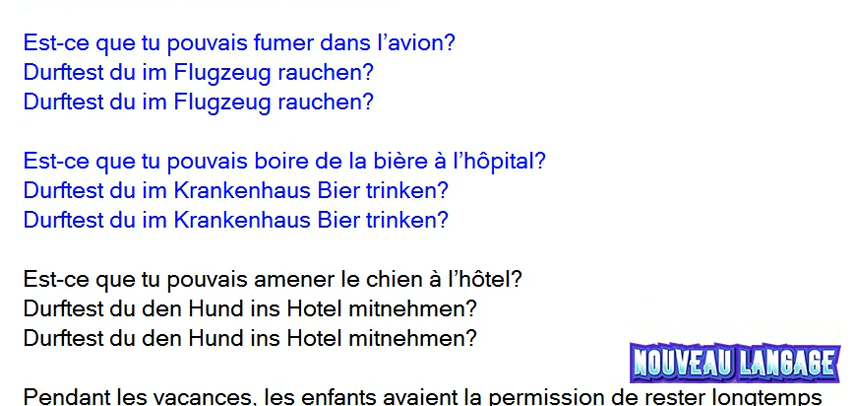 Est-ce que tu pouvais fumer dans l’avion?
Durftest du im Flugzeug rauchen?
Durftest du im Flugzeug rauchen?
Est-ce que tu pouvais boire de la bière à l’hôpital?
Durftest du im Krankenhaus Bier trinken?
Durftest du im Krankenhaus Bier trinken?
Est-ce que tu pouvais amener le chien à l’hôtel?
Durftest du den Hund ins Hotel mitnehmen?
Durftest du den Hund ins Hotel mitnehmen?
NOUVEAU LANGAGE
Pendant les vacances, les enfants avaient la permission de rester longtemps